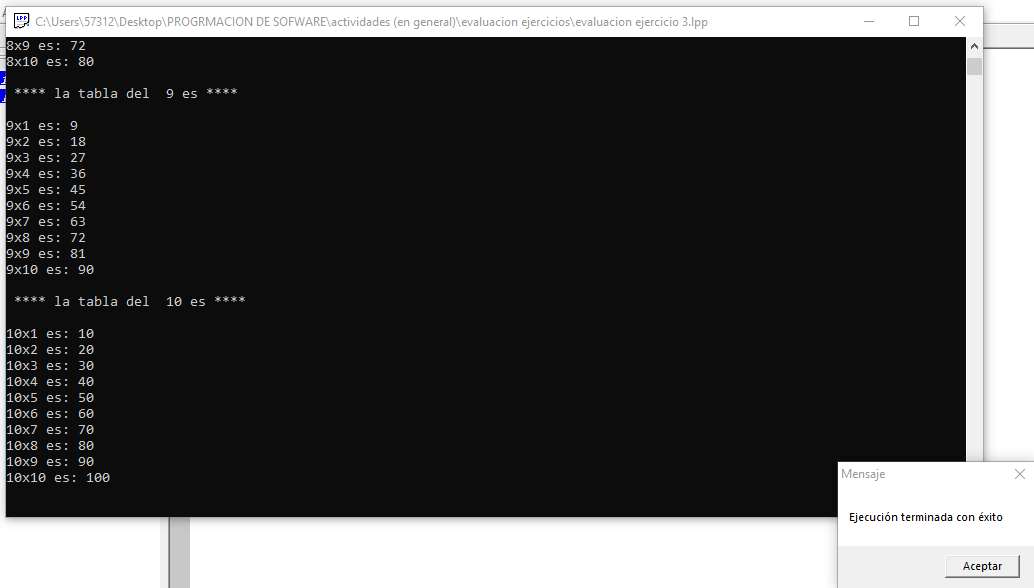 C:\Users\57312\Desktop\PROGRMACION DE SOFWARE\actividades (en general)\evaluacion ejercicios\evaluacion ejercicio 3.lpp
8x9 es: 72
8x10 es: 80
**** la tabla del  9 es ****
9x1 es: 9
9x2 es: 18
9x3 es: 27
9x4 es: 36
9x5 es: 45
9x6 es: 54
9x7 es: 63
9x8 es: 72
9x9 es: 81
9x10 es: 90
**** la tabla del  10 es ****
10x1 es: 10
10x2 es: 20
10x3 es: 30
10x4 es: 40
10x5 es: 50
10x6 es: 60
10x7 es: 70
10x8 es: 80
10x9 es: 90
10x10 es: 100
Mensaje
Ejecución terminada con éxito
Aceptar